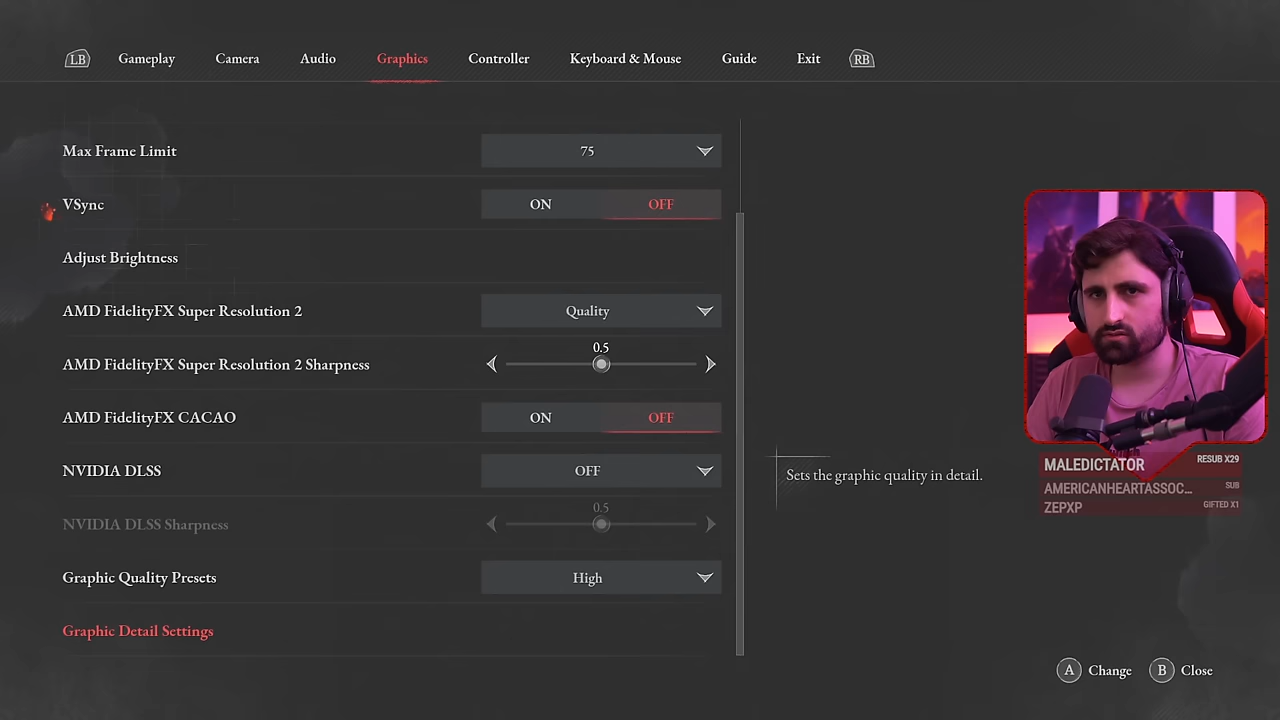 LB Gameplay Camera Audio Graphics Controller Keyboard & Mouse Guide Exit RB
Max Frame Limit 75
VSync ON OFF
Adjust Brightness
AMD FidelityFX Super Resolution 2 Quality
0.5
AMD FidelityFX Super Resolution 2 Sharpness
AMD FidelityFX CACAO ON OFF
NVIDIA DLSS OFF
0.5
NVIDIA DLSS Sharpness
Graphic Quality Presets High
Graphic Detail Settings
Sets the graphic quality in detail.
MALEDICTATOR RESUB X29
AMERICANHEARTASSOC... SUB
ZEPXP GIFTED X1
A Change B Close